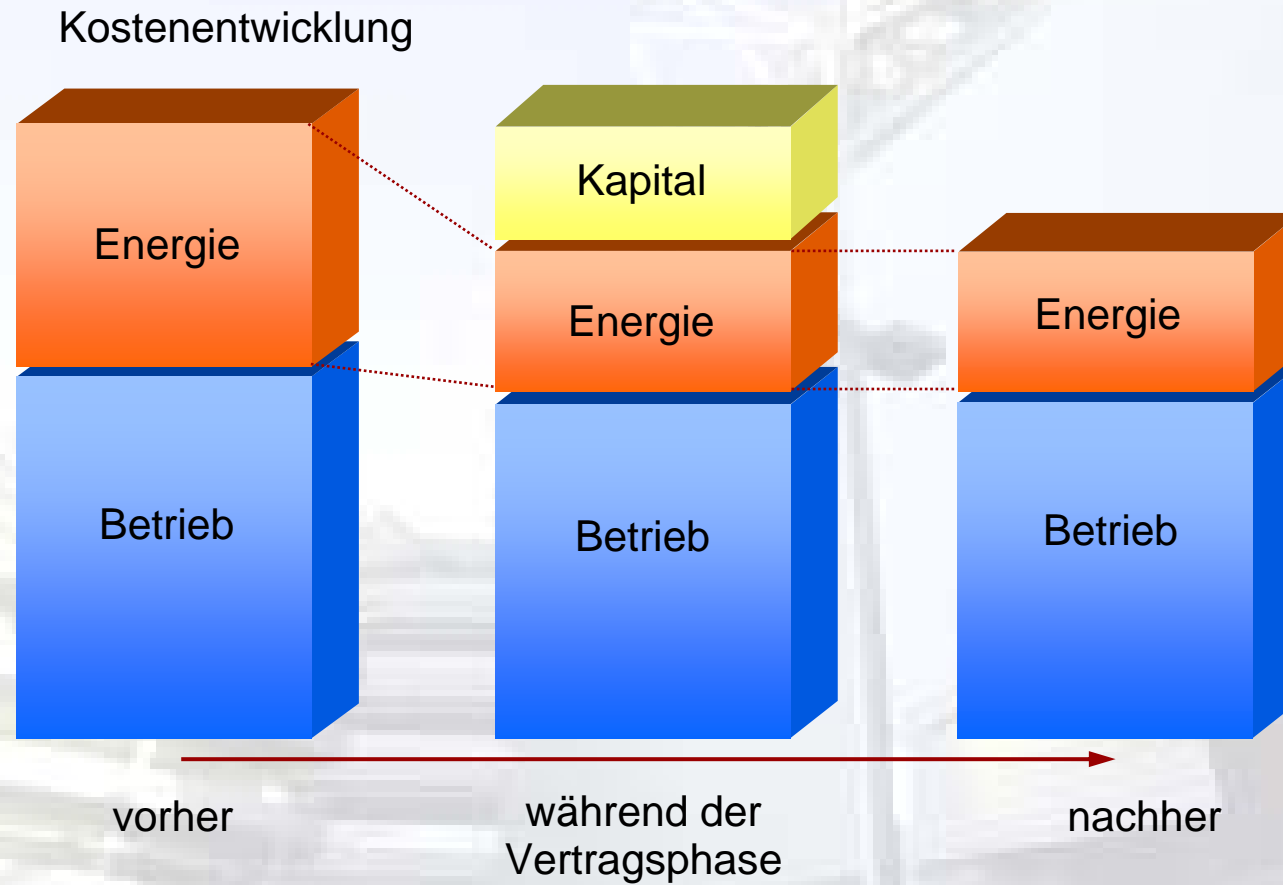 Kostenentwicklung
Energie
Betrieb
Kapital
Energie
Betrieb
Energie
Betrieb
vorher
während der
Vertragsphase
nachher